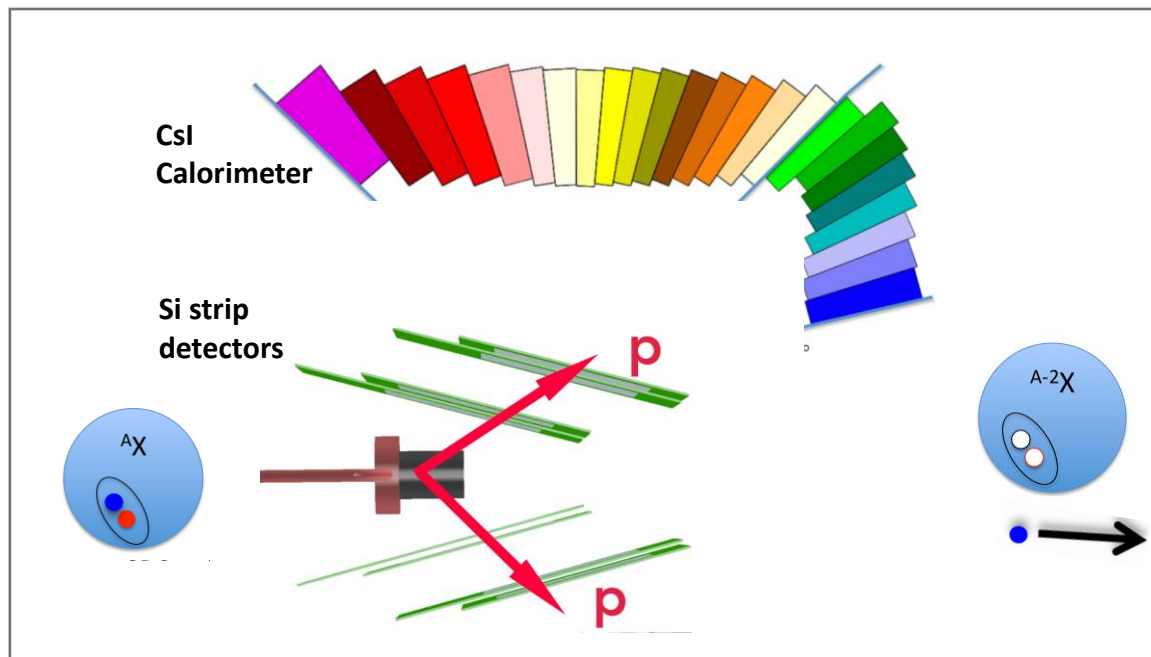 CsI
Calorimeter
Si strip
detectors
p
ᴬX
ᴬ⁻²X
p